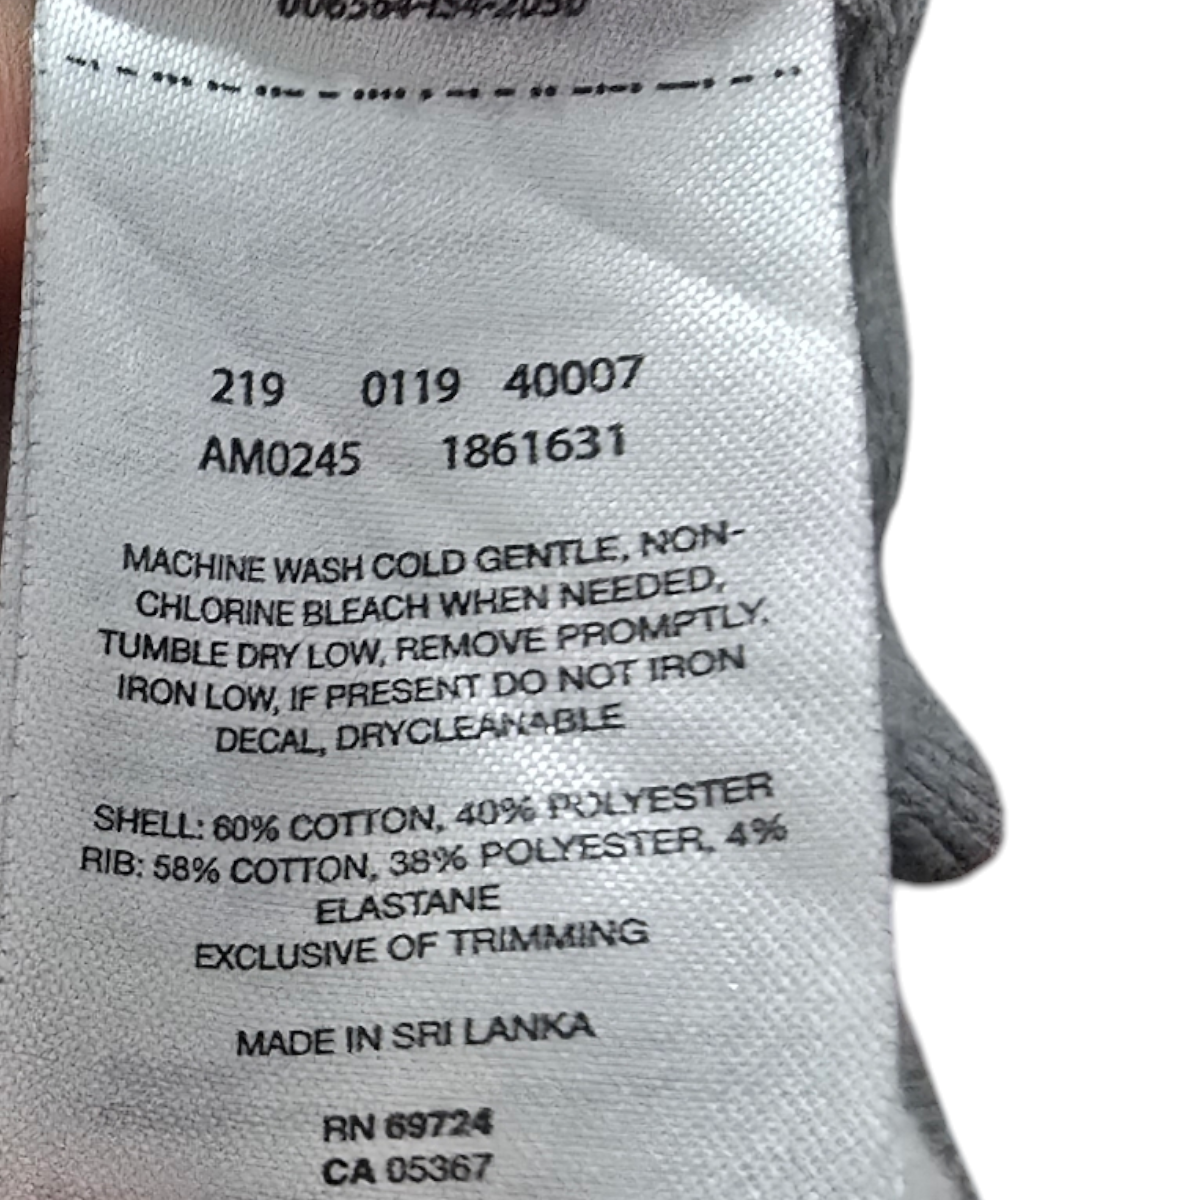 219 0119 40007
AM0245 1861631
MACHINE WASH COLD GENTLE, NON-
CHLORINE BLEACH WHEN NEEDED,
TUMBLE DRY LOW, REMOVE PROMPTLY.
IRON LOW, IF PRESENT DO NOT IRON
DECAL, DRYCLEANABLE
SHELL: 60% COTTON, 40% POLYESTER
RIB: 58% COTTON, 38% POLYESTER, 4%
ELASTANE
EXCLUSIVE OF TRIMMING
MADE IN SRI LANKA
RN 69724
CA 05367